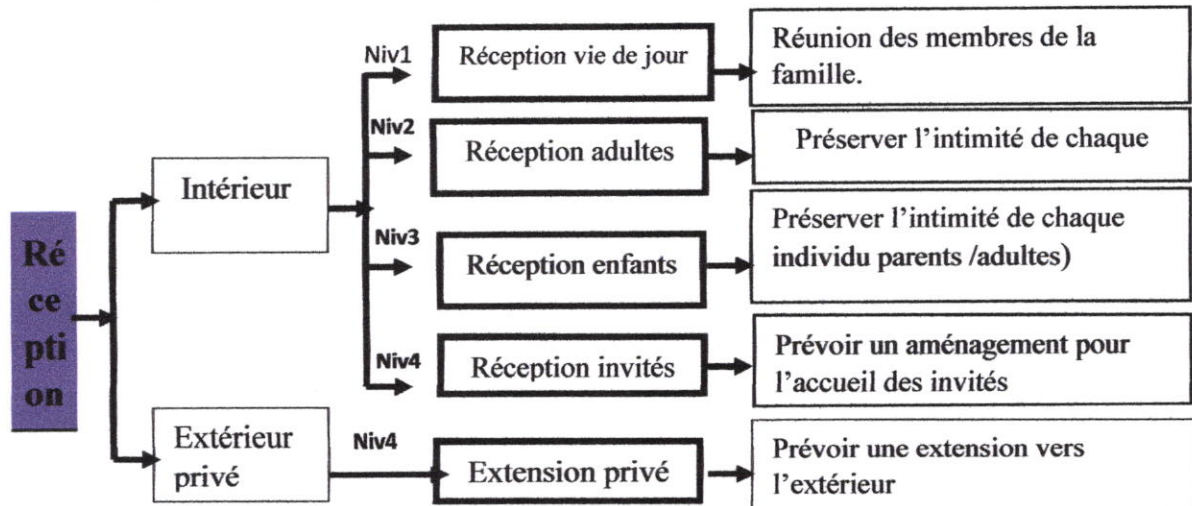 Ré
ce
pti
on
Intérieur
Niv1
Réception vie de jour
Réunion des membres de la
famille.
Niv2
Réception adultes
Préserver l'intimité de chaque
Niv3
Réception enfants
Préserver l'intimité de chaque
individu parents /adultes)
Niv4
Réception invités
Prévoir un aménagement pour
l'accueil des invités
Extérieur
privé
Niv4
Extension privé
Prévoir une extension vers
l'extérieur